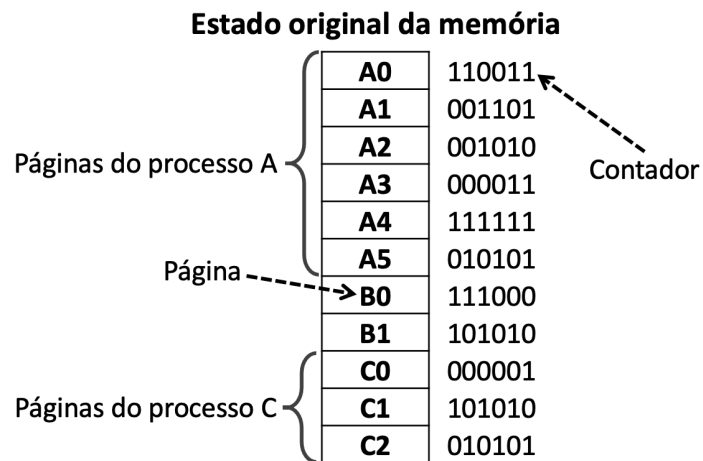 Estado original da memória
A0 110011
A1 001101
A2 001010
Páginas do processo A
A3 000011
Contador
A4 111111
A5 010101
Página
B0 111000
B1 101010
C0 000001
Páginas do processo C
C1 101010
C2 010101